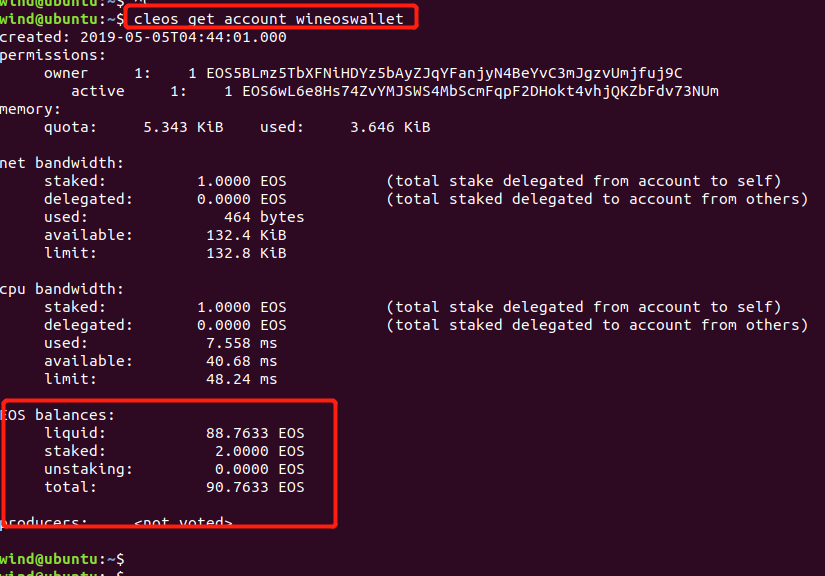 wind@ubuntu:~$
wind@ubuntu:~$ cleos get account wineoswallet
created: 2019-05-05T04:44:01.000
permissions:
owner 1: 1 EOS5BLmz5TbXFNiHDYz5bAyZJqYFanjyN4BeYvC3mJgzvUmjfuj9C
active 1: 1 EOS6wL6e8Hs74ZvYMJSWS4MbScmFqpF2DHokt4vhjQKZbFdv73NUm
memory:
quota: 5.343 KiB used: 3.646 KiB
net bandwidth:
staked: 1.0000 EOS (total stake delegated from account to self)
delegated: 0.0000 EOS (total staked delegated to account from others)
used: 464 bytes
available: 132.4 KiB
limit: 132.8 KiB
cpu bandwidth:
staked: 1.0000 EOS (total stake delegated from account to self)
delegated: 0.0000 EOS (total staked delegated to account from others)
used: 7.558 ms
available: 40.68 ms
limit: 48.24 ms
EOS balances:
liquid: 88.7633 EOS
staked: 2.0000 EOS
unstaking: 0.0000 EOS
total: 90.7633 EOS
producers: <not voted>
wind@ubuntu:~$
wind@ubuntu:~$